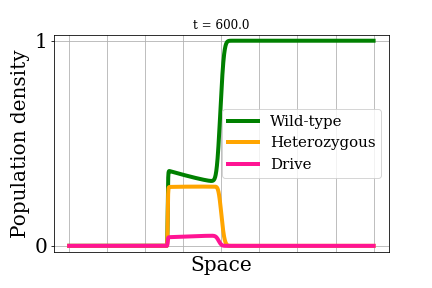 t = 600.0
1
Population density
Wild-type
Heterozygous
Drive
0
Space